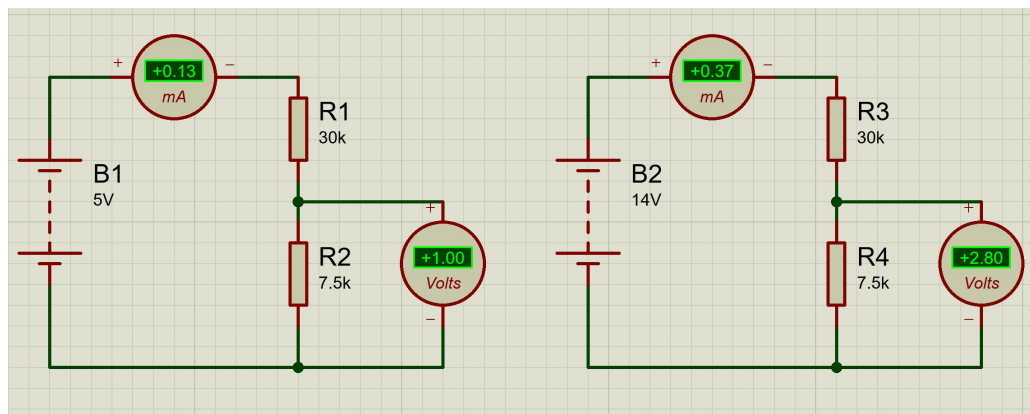 + +0.13 −
mA
R1
30k
B1
5V
+
R2
7.5k
+1.00
Volts
−
+ +0.37 −
mA
R3
30k
B2
14V
+
R4
7.5k
+2.80
Volts
−